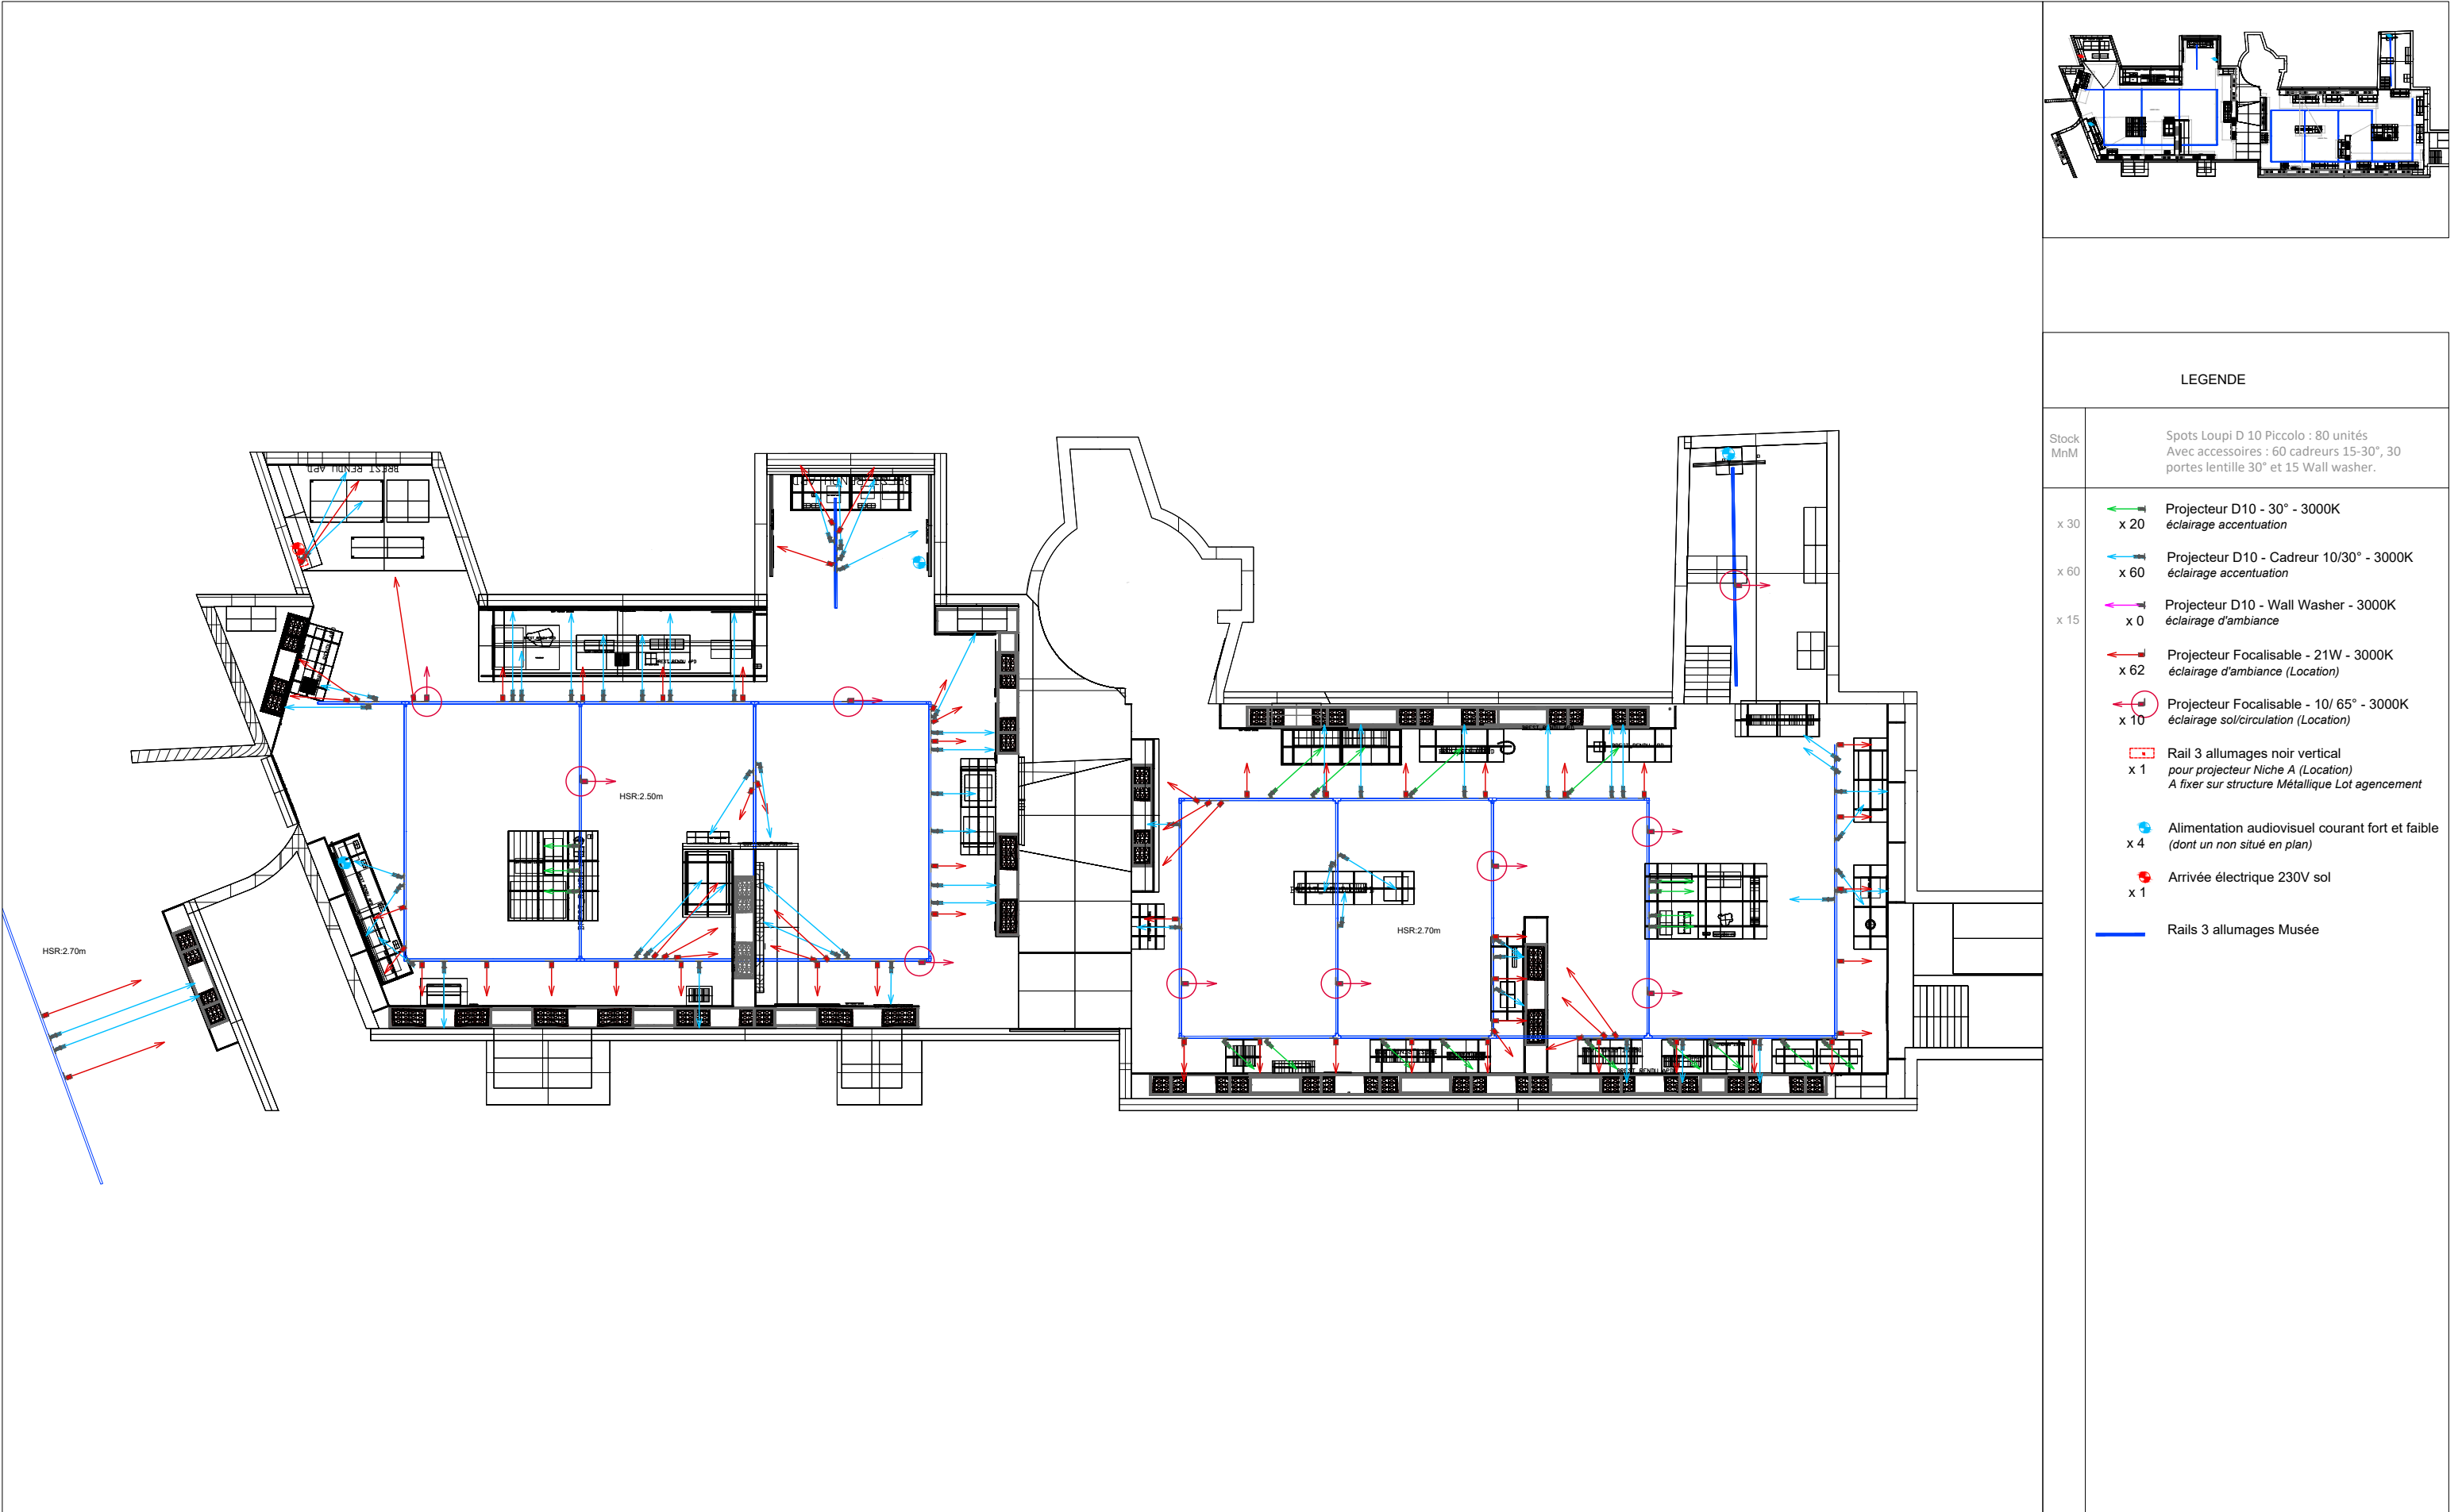 LEGENDE
Stock
MnM
Spots Loupi D 10 Piccolo : 80 unités
Avec accessoires : 60 cadreurs 15-30°, 30
portes lentille 30° et 15 Wall washer.
x 30
x 20
Projecteur D10 - 30° - 3000K
éclairage accentuation
x 60
x 60
Projecteur D10 - Cadreur 10/30° - 3000K
éclairage accentuation
x 15
x 0
Projecteur D10 - Wall Washer - 3000K
éclairage d'ambiance
x 62
Projecteur Focalisable - 21W - 3000K
éclairage d'ambiance (Location)
x 10
Projecteur Focalisable - 10/ 65° - 3000K
éclairage sol/circulation (Location)
x 1
Rail 3 allumages noir vertical
pour projecteur Niche A (Location)
A fixer sur structure Métallique Lot agencement
x 4
Alimentation audiovisuel courant fort et faible
(dont un non situé en plan)
x 1
Arrivée électrique 230V sol
Rails 3 allumages Musée
BREST RENDU APD
HSR:2.50m
HSR:2.70m
HSR:2.70m